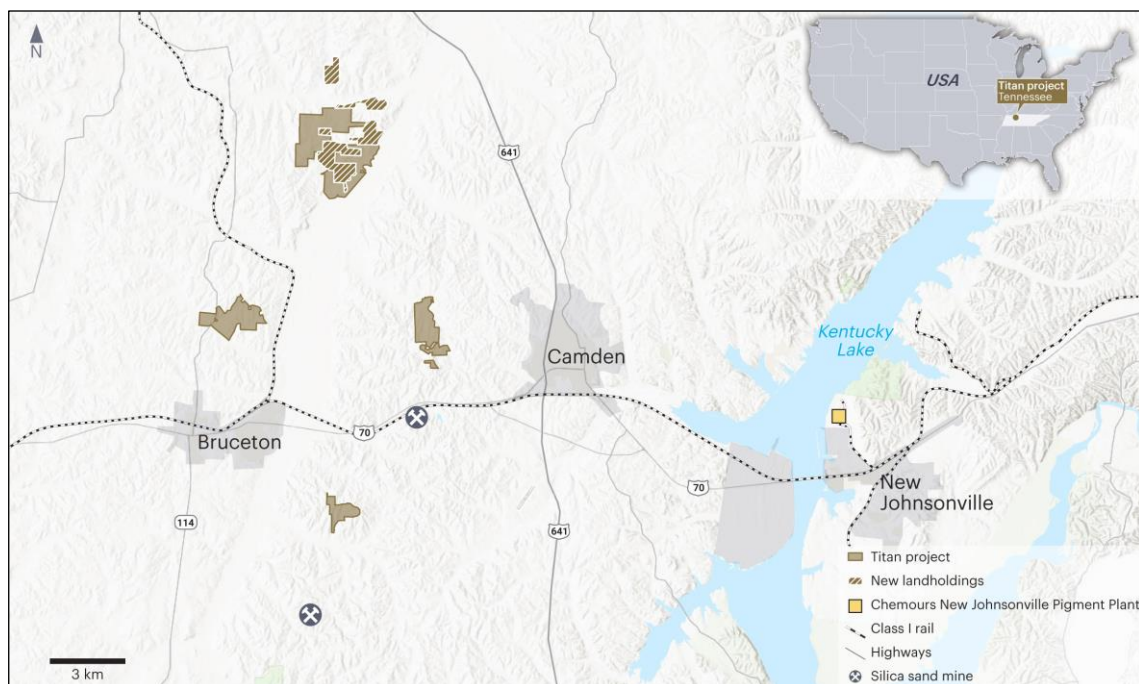 N
USA
Titan project
Tennessee
641
Kentucky
Lake
Camden
Bruceton
70
70
New
Johnsonville
114
641
Titan project
New landholdings
Chemours New Johnsonville Pigment Plant
Class I rail
Highways
Silica sand mine
3 km